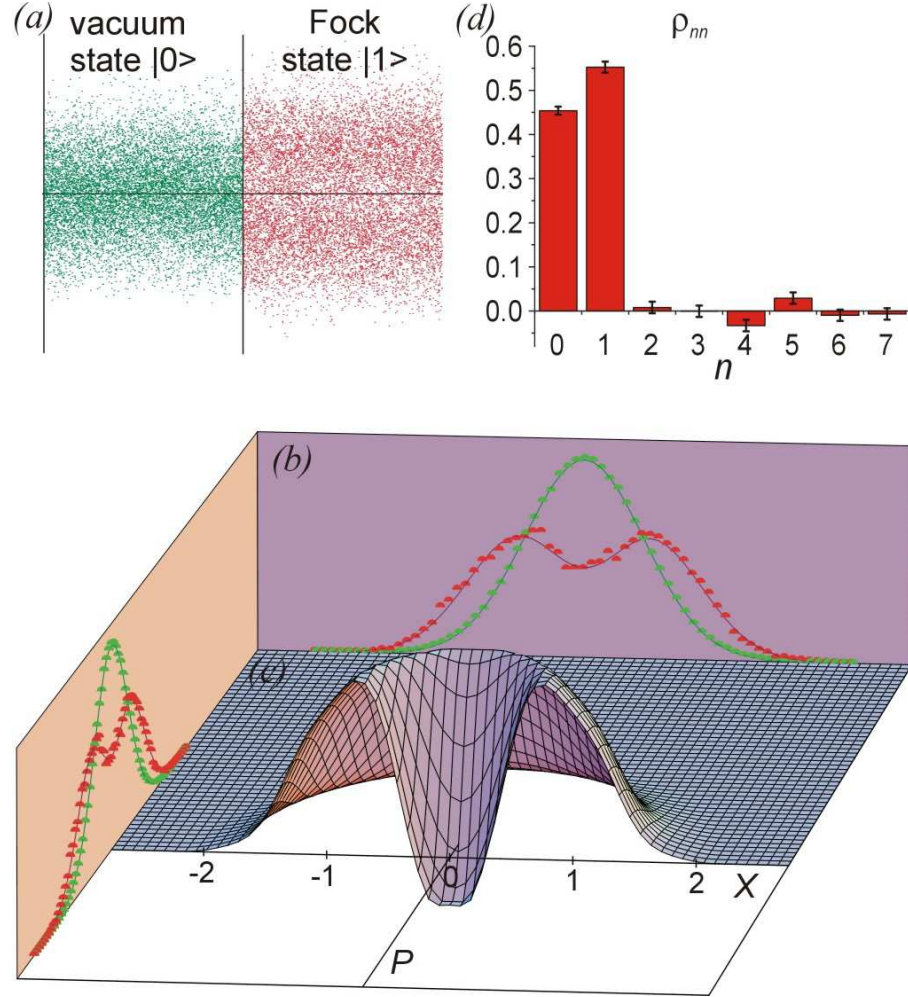 (a)
vacuum
state |0>
Fock
state |1>
(d)
ρnn
0.6
0.5
0.4
0.3
0.2
0.1
0.0
0 1 2 3 4 5 6 7
n
(b)
(c)
-2 -1 0 1 2 X
P